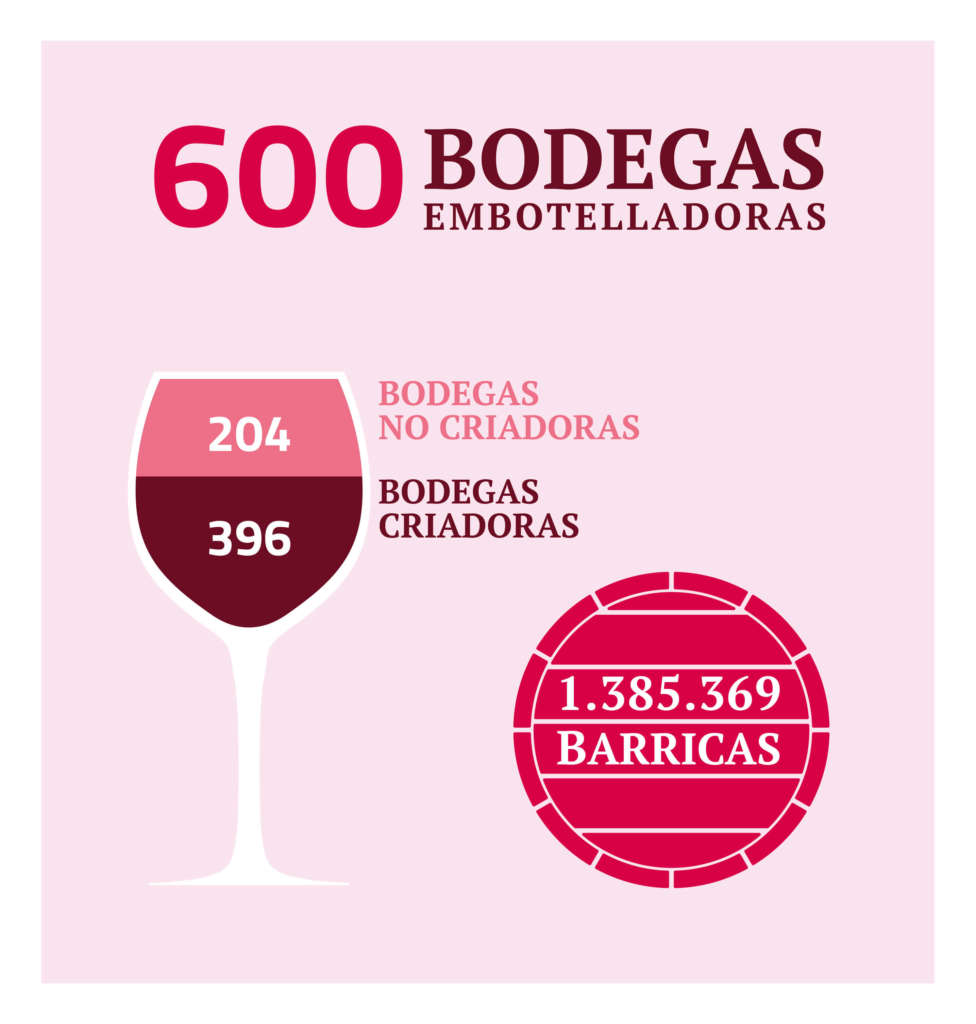 600 BODEGAS
EMBOTELLADORAS
204
BODEGAS
NO CRIADORAS
396
BODEGAS
CRIADORAS
1.385.369
BARRICAS